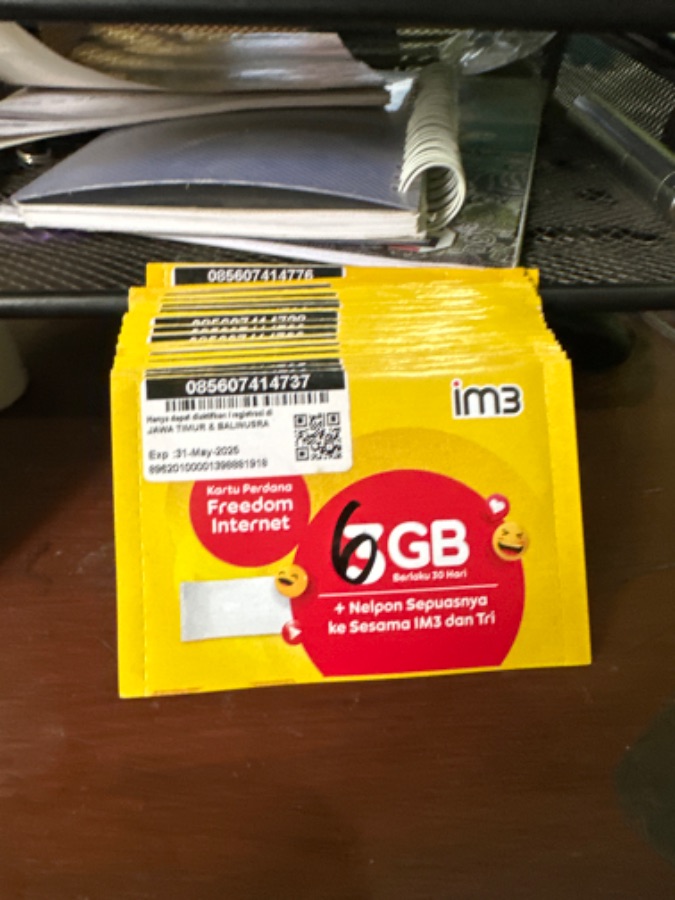 085607414776
085607414737
Hanya dapat diaktifkan / registrasi di
JAWA TIMUR & BALINUSRA
Exp :31-May-2025
im3
Kartu Perdana
Freedom
Internet
6 GB
Berlaku 30 Hari
+ Nelpon Sepuasnya
ke Sesama IM3 dan Tri